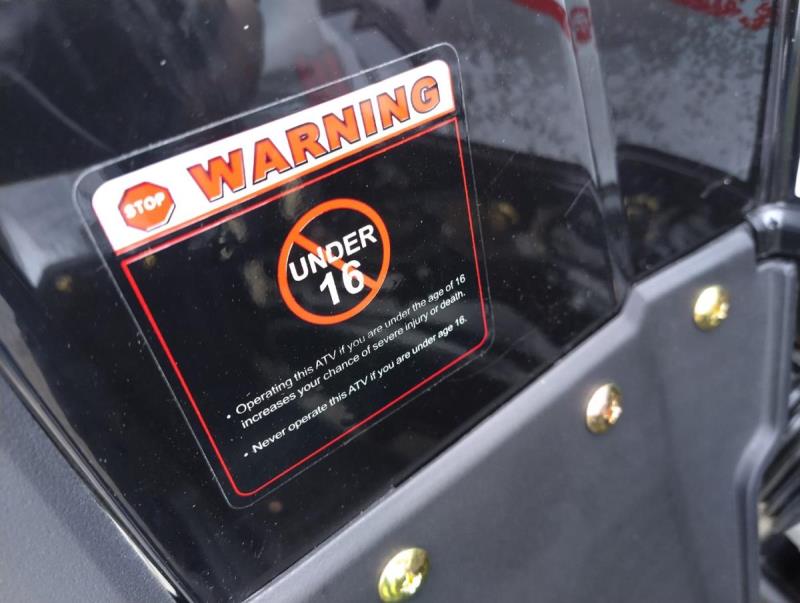 STOP
WARNING
UNDER
16
• Operating this ATV if you are under the age of 16
increases your chance of severe injury or death.
• Never operate this ATV if you are under age 16.